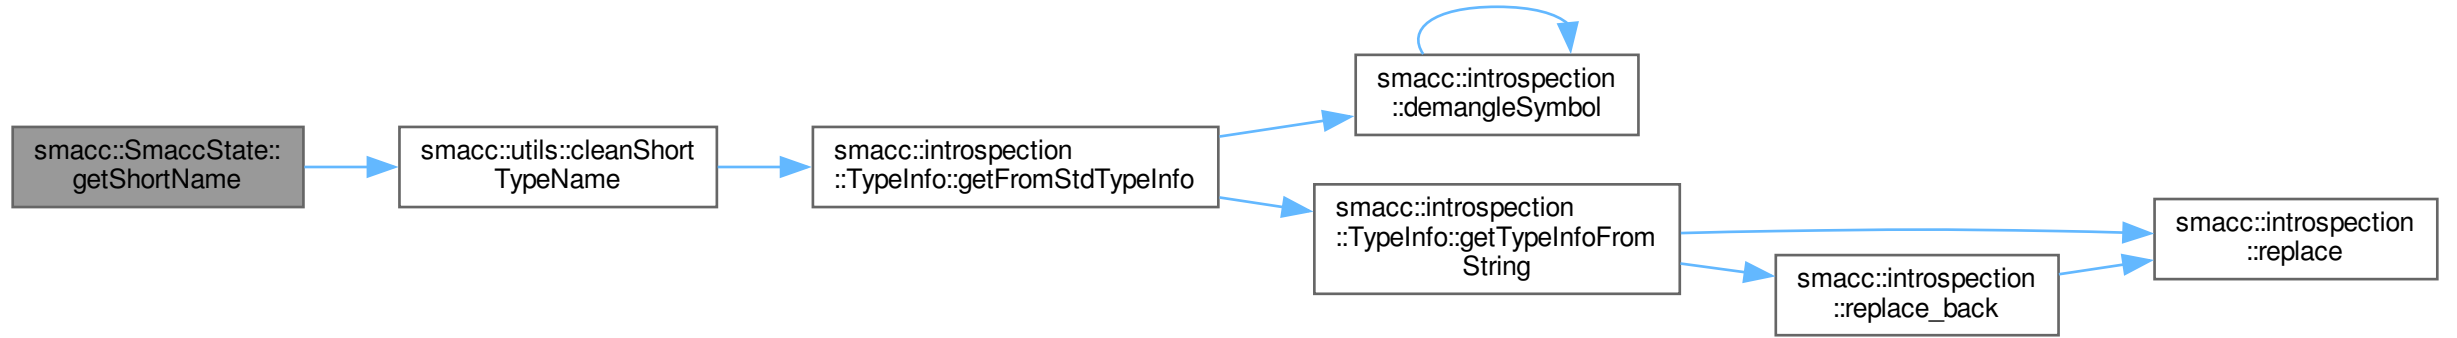 smacc::SmaccState::
getShortName
smacc::utils::cleanShort
TypeName
smacc::introspection
::TypeInfo::getFromStdTypeInfo
smacc::introspection
::demangleSymbol
smacc::introspection
::TypeInfo::getTypeInfoFrom
String
smacc::introspection
::replace_back
smacc::introspection
::replace